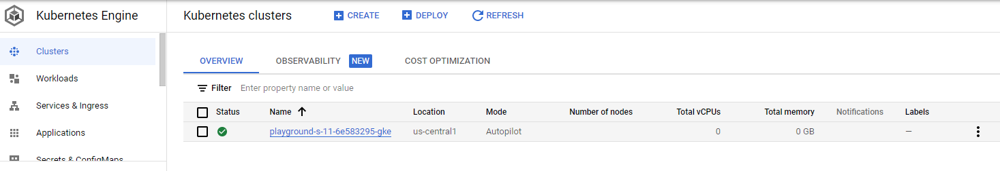 Kubernetes Engine
Clusters
Workloads
Services & Ingress
Applications
Secrets & ConfigMaps
Kubernetes clusters CREATE DEPLOY REFRESH
OVERVIEW OBSERVABILITY NEW COST OPTIMIZATION
Filter Enter property name or value
Status Name Location Mode Number of nodes Total vCPUs Total memory Notifications Labels
playground-s-11-6e583295-gke us-central1 Autopilot 0 0 GB —